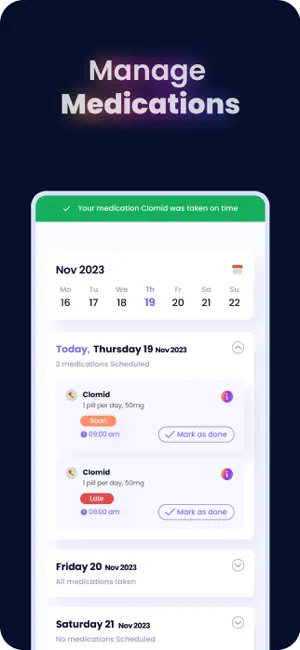 Manage
Medications
Your medication Clomid was taken on time
Nov 2023
Mo Tu We Th Fr Sa Su
16 17 18 19 20 21 22
Today, Thursday 19 Nov 2023
2 medications Scheduled
Clomid
1 pill per day, 50mg
Soon
09:00 am
Mark as done
Clomid
1 pill per day, 50mg
Late
09:00 am
Mark as done
Friday 20 Nov 2023
All medications taken
Saturday 21 Nov 2023
No medications Scheduled